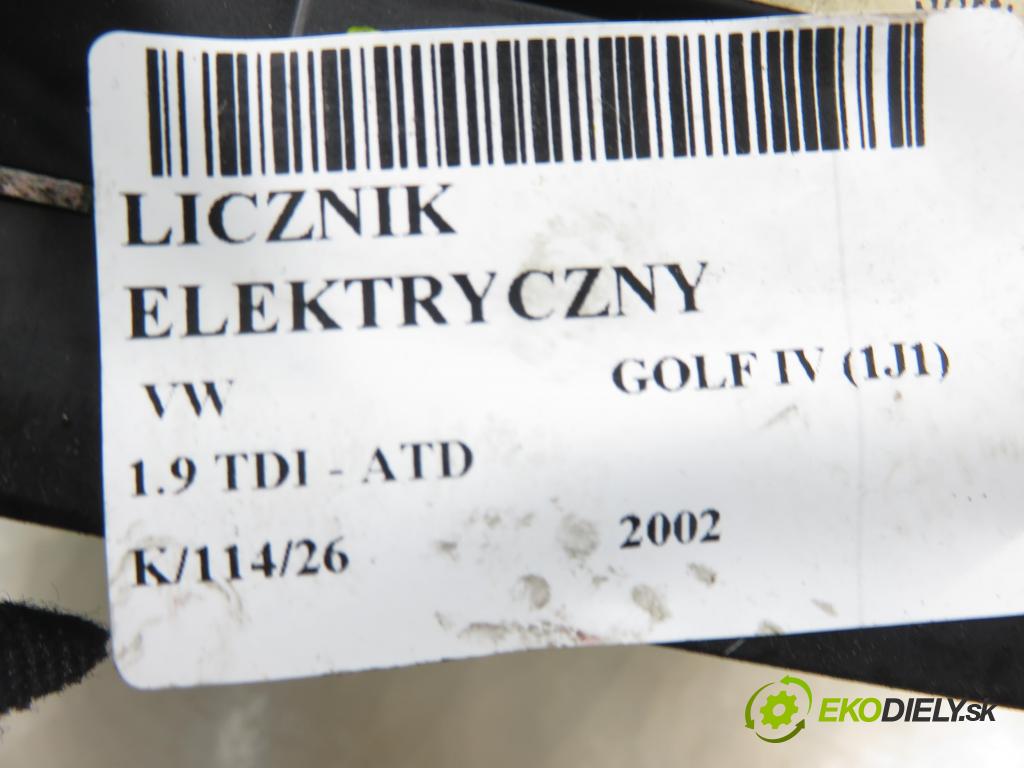 LICZNIK
ELEKTRYCZNY
VW GOLF IV (1J1)
1.9 TDI - ATD
K/114/26 2002
EKODIELY.SK